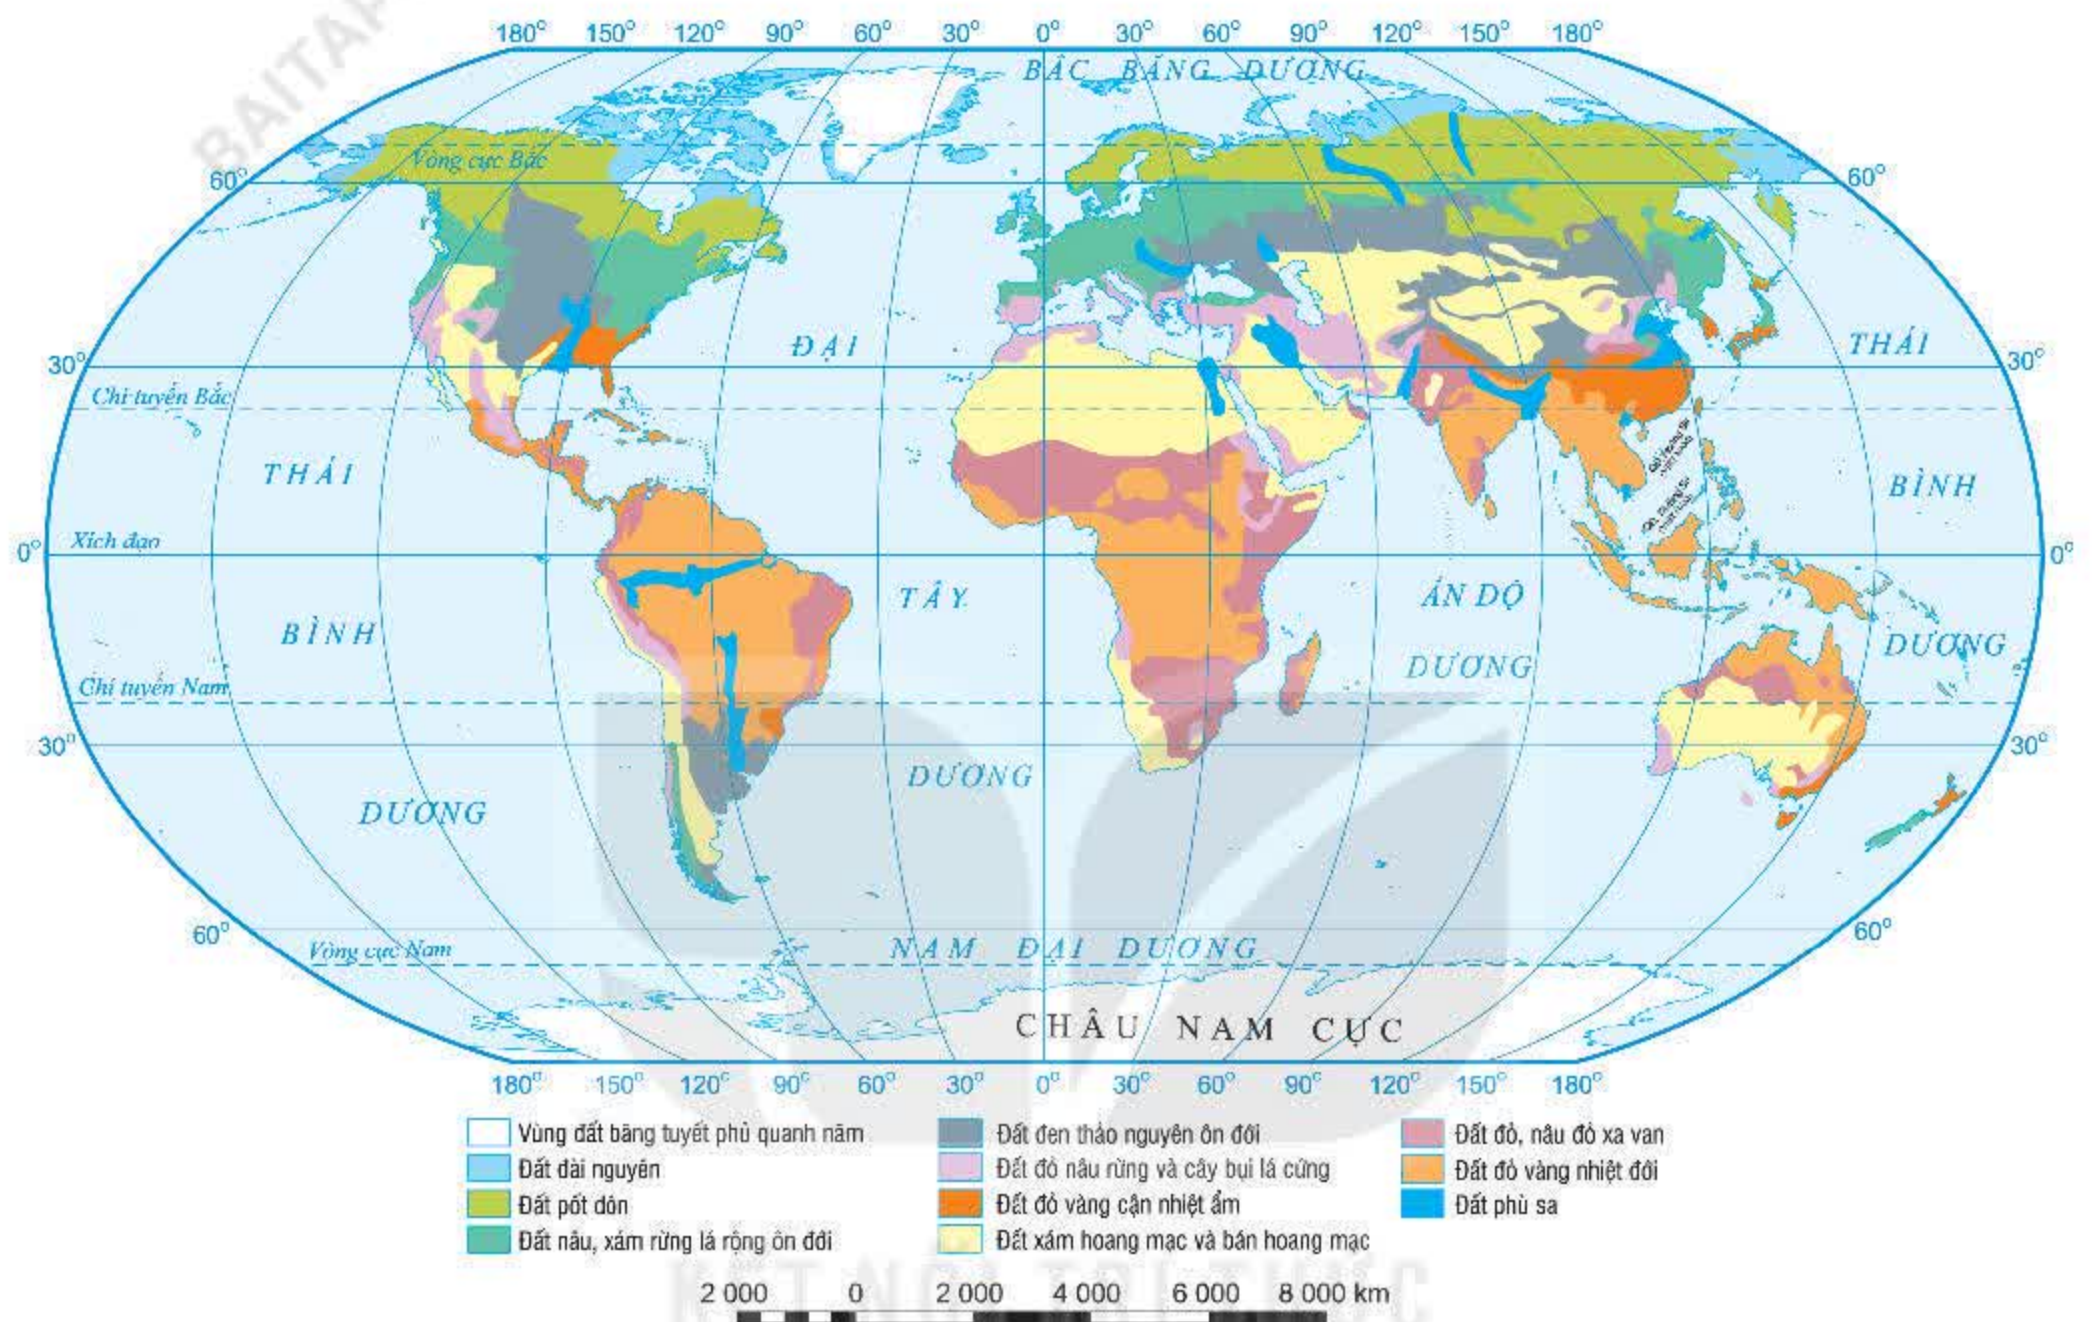 180° 150° 120° 90° 60° 30° 0° 30° 60° 90° 120° 150° 180°
BẮC BĂNG DƯƠNG
Vòng cực Bắc
60° 60°
ĐẠI
THÁI
30° 30°
Chí tuyến Bắc
THÁI
BÌNH
0° Xích đạo 0°
TÂY
ẤN ĐỘ
BÌNH
DƯƠNG
DƯƠNG
Chí tuyến Nam
30° 30°
DƯƠNG
DƯƠNG
60° 60°
Vòng cực Nam
NAM ĐẠI DƯƠNG
CHÂU NAM CỰC
180° 150° 120° 90° 60° 30° 0° 30° 60° 90° 120° 150° 180°
Vùng đất băng tuyết phủ quanh năm
Đất đài nguyên
Đất pốt dôn
Đất nâu, xám rừng lá rộng ôn đới
Đất đen thảo nguyên ôn đới
Đất đỏ nâu rừng và cây bụi lá cứng
Đất đỏ vàng cận nhiệt ẩm
Đất xám hoang mạc và bán hoang mạc
Đất đỏ, nâu đỏ xa van
Đất đỏ vàng nhiệt đới
Đất phù sa
KẾT NỐI TRI THỨC
2 000 0 2 000 4 000 6 000 8 000 km
BAITAP